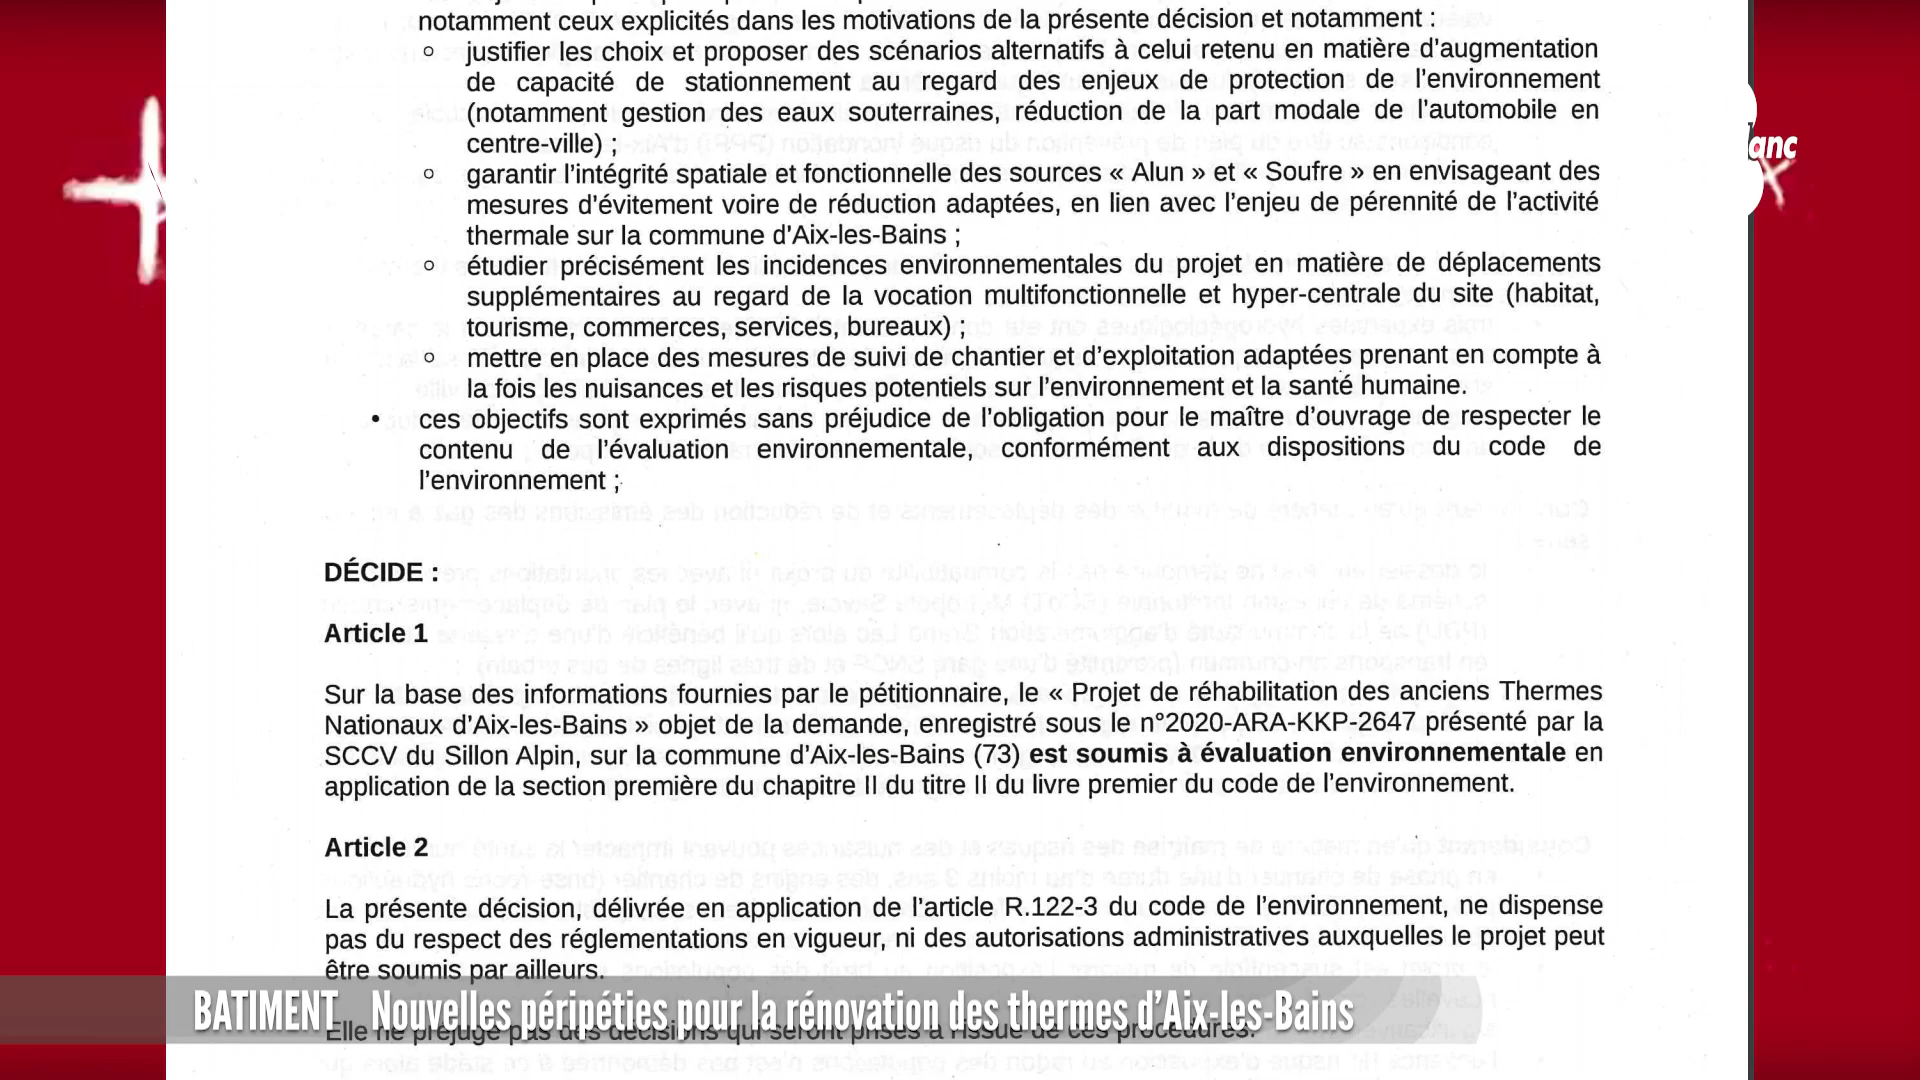 notamment ceux explicités dans les motivations de la présente décision et notamment :
◦ justifier les choix et proposer des scénarios alternatifs à celui retenu en matière d’augmentation
de capacité de stationnement au regard des enjeux de protection de l’environnement
(notamment gestion des eaux souterraines, réduction de la part modale de l’automobile en
centre-ville) ;
◦ garantir l’intégrité spatiale et fonctionnelle des sources « Alun » et « Soufre » en envisageant des
mesures d’évitement voire de réduction adaptées, en lien avec l’enjeu de pérennité de l’activité
thermale sur la commune d’Aix-les-Bains ;
◦ étudier précisément les incidences environnementales du projet en matière de déplacements
supplémentaires au regard de la vocation multifonctionnelle et hyper-centrale du site (habitat,
tourisme, commerces, services, bureaux) ;
◦ mettre en place des mesures de suivi de chantier et d’exploitation adaptées prenant en compte à
la fois les nuisances et les risques potentiels sur l’environnement et la santé humaine.
• ces objectifs sont exprimés sans préjudice de l’obligation pour le maître d’ouvrage de respecter le
contenu de l’évaluation environnementale, conformément aux dispositions du code de
l’environnement ;
DÉCIDE :
Article 1
Sur la base des informations fournies par le pétitionnaire, le « Projet de réhabilitation des anciens Thermes
Nationaux d’Aix-les-Bains » objet de la demande, enregistré sous le n°2020-ARA-KKP-2647 présenté par la
SCCV du Sillon Alpin, sur la commune d’Aix-les-Bains (73) est soumis à évaluation environnementale en
application de la section première du chapitre II du titre II du livre premier du code de l’environnement.
Article 2
La présente décision, délivrée en application de l’article R.122-3 du code de l’environnement, ne dispense
pas du respect des réglementations en vigueur, ni des autorisations administratives auxquelles le projet peut
être soumis par ailleurs.
BATIMENT Nouvelles péripéties pour la rénovation des thermes d’Aix-les-Bains
Elle ne préjuge pas des décisions qui seront prises à l’issue de ces procédures.